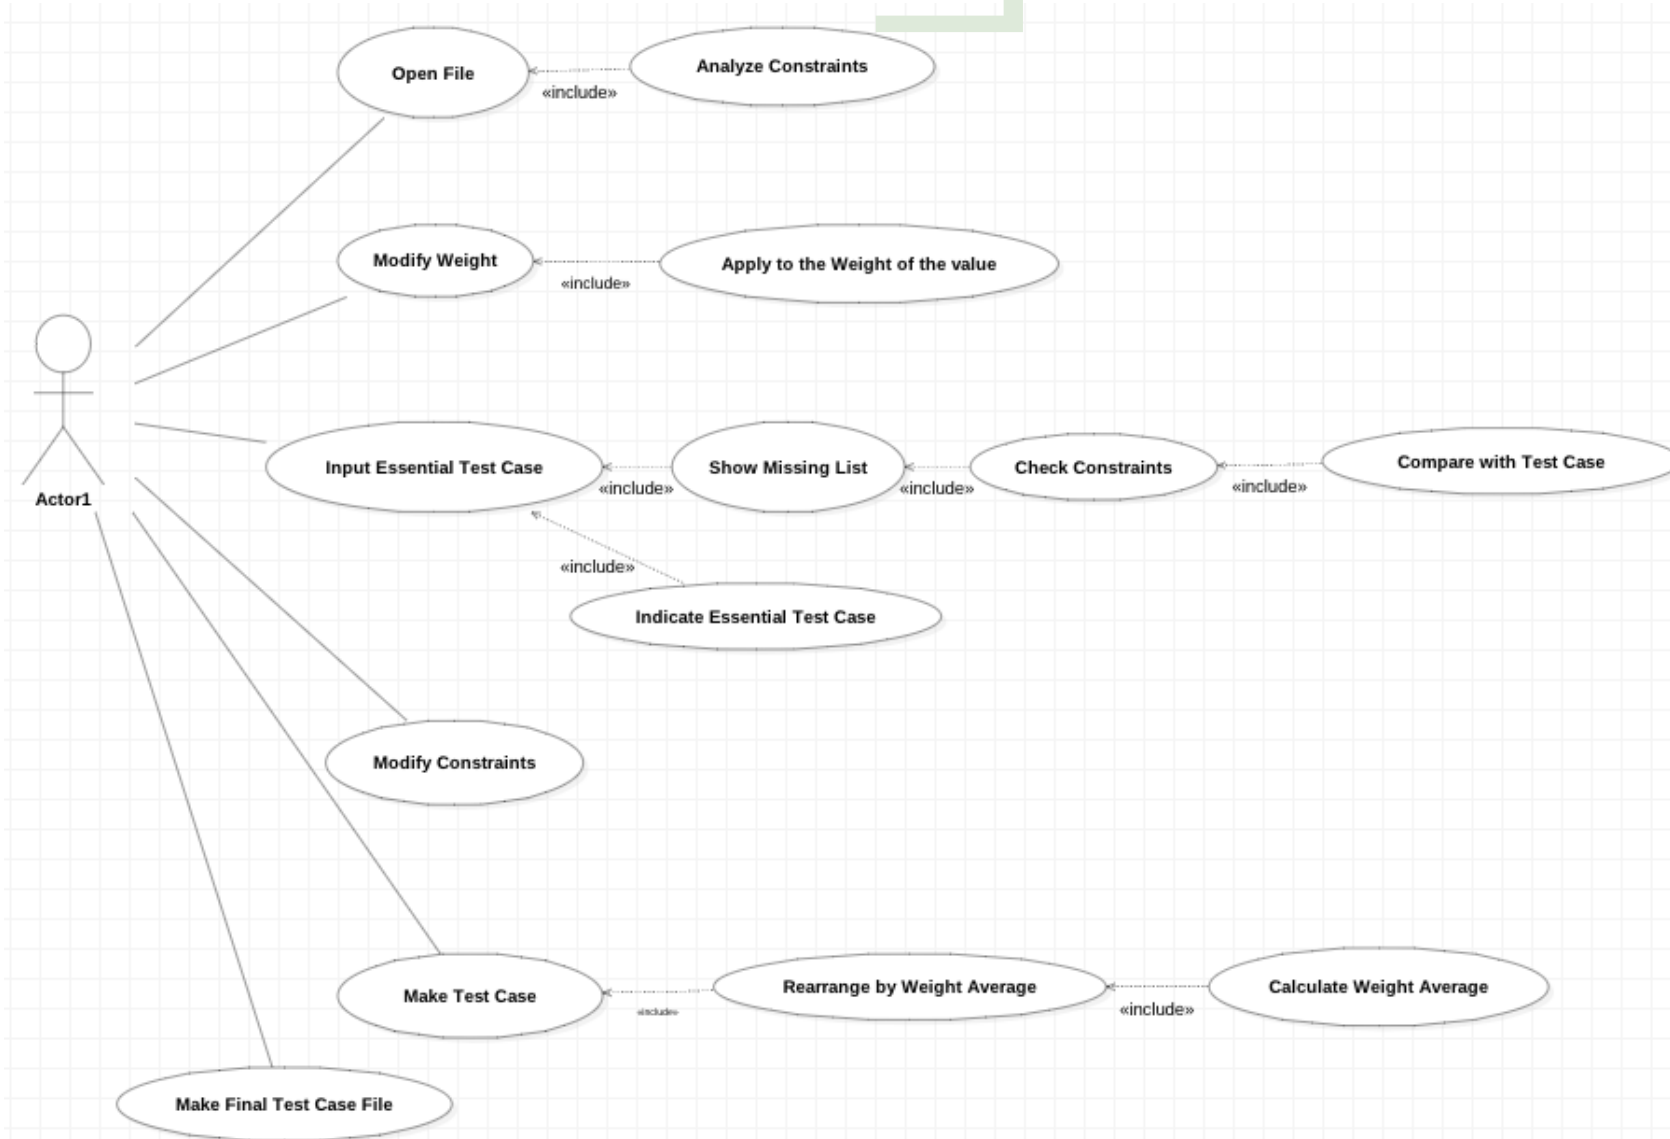 Open File
Analyze Constraints
«include»
Modify Weight
Apply to the Weight of the value
«include»
Input Essential Test Case
Show Missing List
Check Constraints
Compare with Test Case
«include»
«include»
«include»
Actor1
«include»
Indicate Essential Test Case
Modify Constraints
Make Test Case
Rearrange by Weight Average
Calculate Weight Average
«include»
«include»
Make Final Test Case File